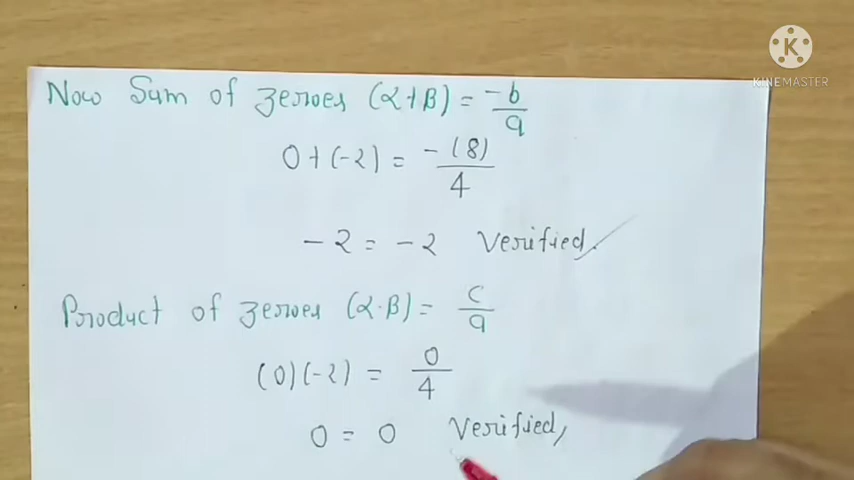 KINEMASTER
Now Sum of zeroes (α+β) = -b/a
0+(-2) = -(8)/4
-2 = -2 Verified.
Product of zeroes (α.β) = c/a
(0)(-2) = 0/4
0 = 0 Verified,